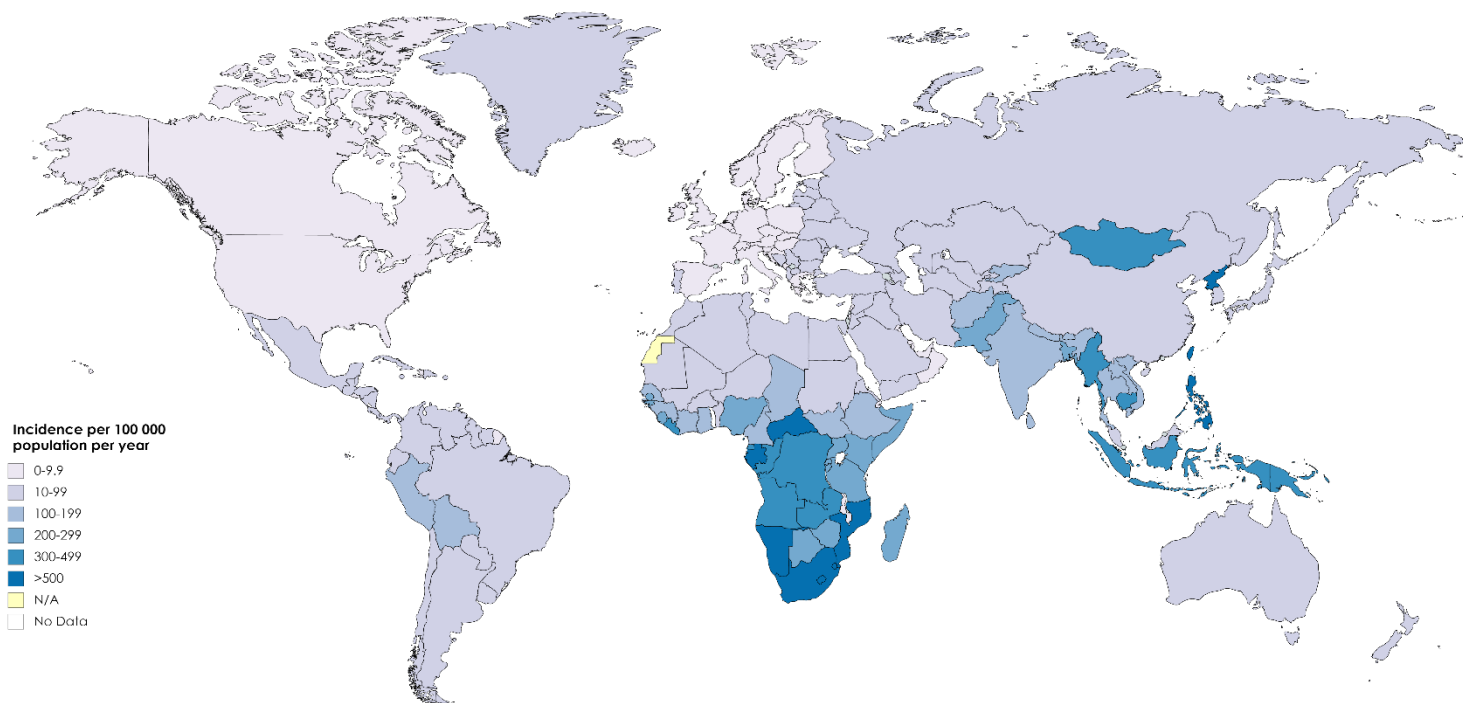 Incidence per 100 000
population per year
0-9.9
10-99
100-199
200-299
300-499
>500
N/A
No Data